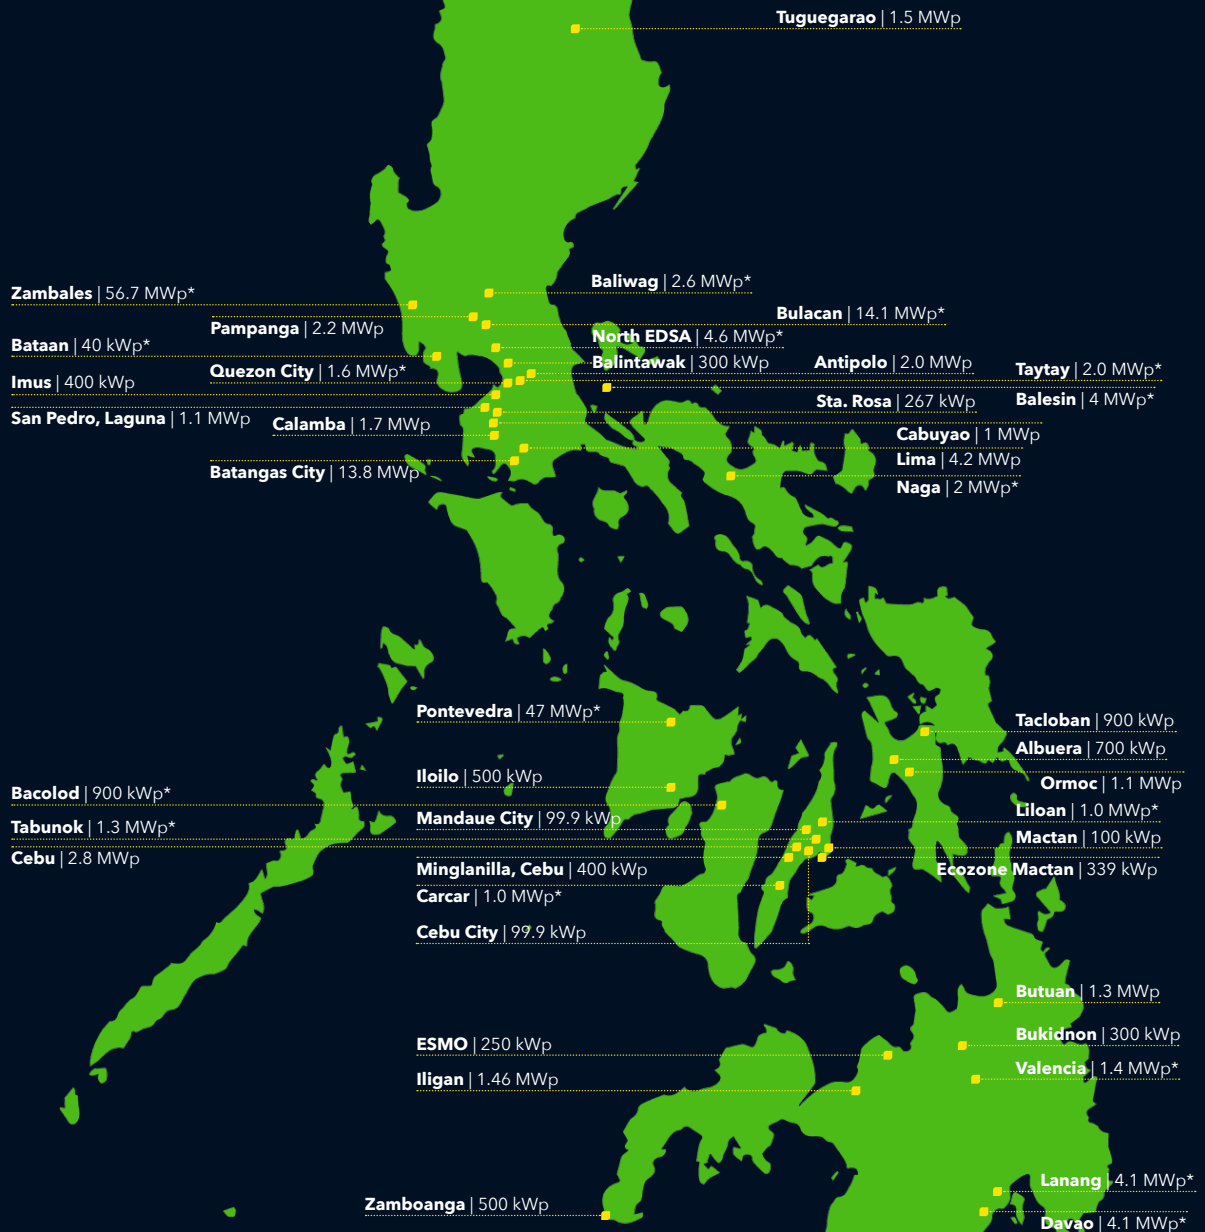 Tuguegarao | 1.5 MWp
Baliwag | 2.6 MWp*
Zambales | 56.7 MWp*
Bulacan | 14.1 MWp*
Pampanga | 2.2 MWp
North EDSA | 4.6 MWp*
Bataan | 40 kWp*
Balintawak | 300 kWp
Antipolo | 2.0 MWp
Quezon City | 1.6 MWp*
Taytay | 2.0 MWp*
Imus | 400 kWp
Sta. Rosa | 267 kWp
Balesin | 4 MWp*
San Pedro, Laguna | 1.1 MWp
Calamba | 1.7 MWp
Cabuyao | 1 MWp
Lima | 4.2 MWp
Batangas City | 13.8 MWp
Naga | 2 MWp*
Pontevedra | 47 MWp*
Tacloban | 900 kWp
Albuera | 700 kWp
Iloilo | 500 kWp
Ormoc | 1.1 MWp
Bacolod | 900 kWp*
Liloan | 1.0 MWp*
Mandaue City | 99.9 kWp
Tabunok | 1.3 MWp*
Mactan | 100 kWp
Cebu | 2.8 MWp
Minglanilla, Cebu | 400 kWp
Ecozone Mactan | 339 kWp
Carcar | 1.0 MWp*
Cebu City | 99.9 kWp
Butuan | 1.3 MWp
Bukidnon | 300 kWp
ESMO | 250 kWp
Valencia | 1.4 MWp*
Iligan | 1.46 MWp
Lanang | 4.1 MWp*
Zamboanga | 500 kWp
Davao | 4.1 MWp*